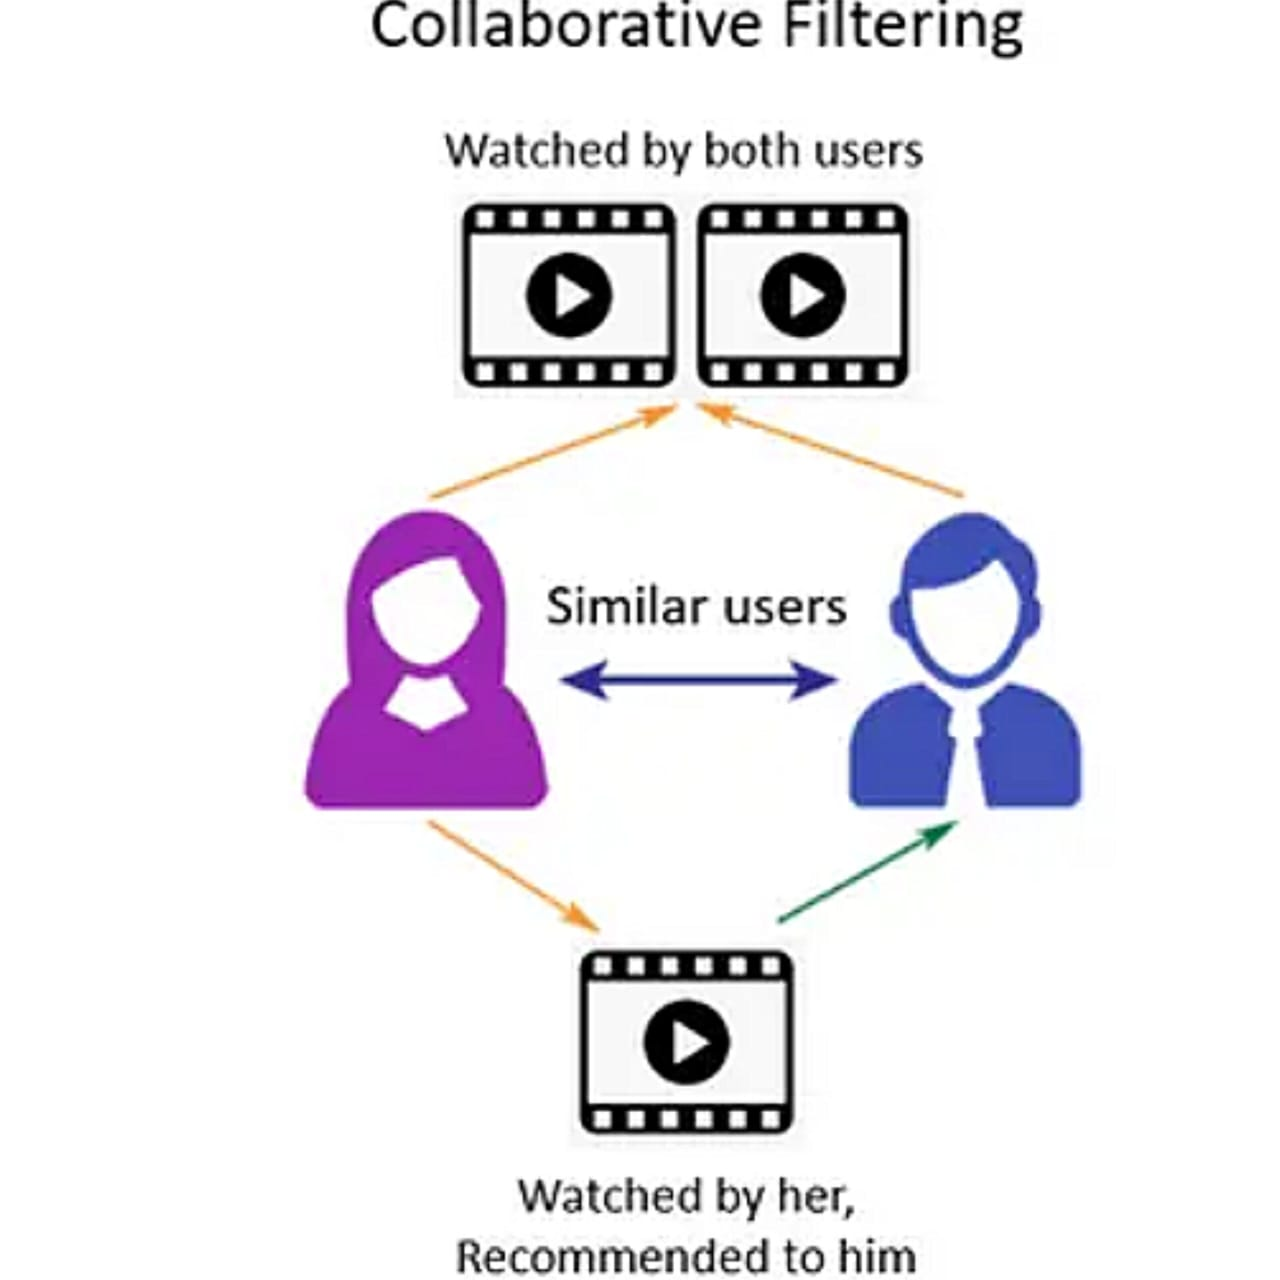 Collaborative Filtering
Watched by both users
Similar users
Watched by her,
Recommended to him